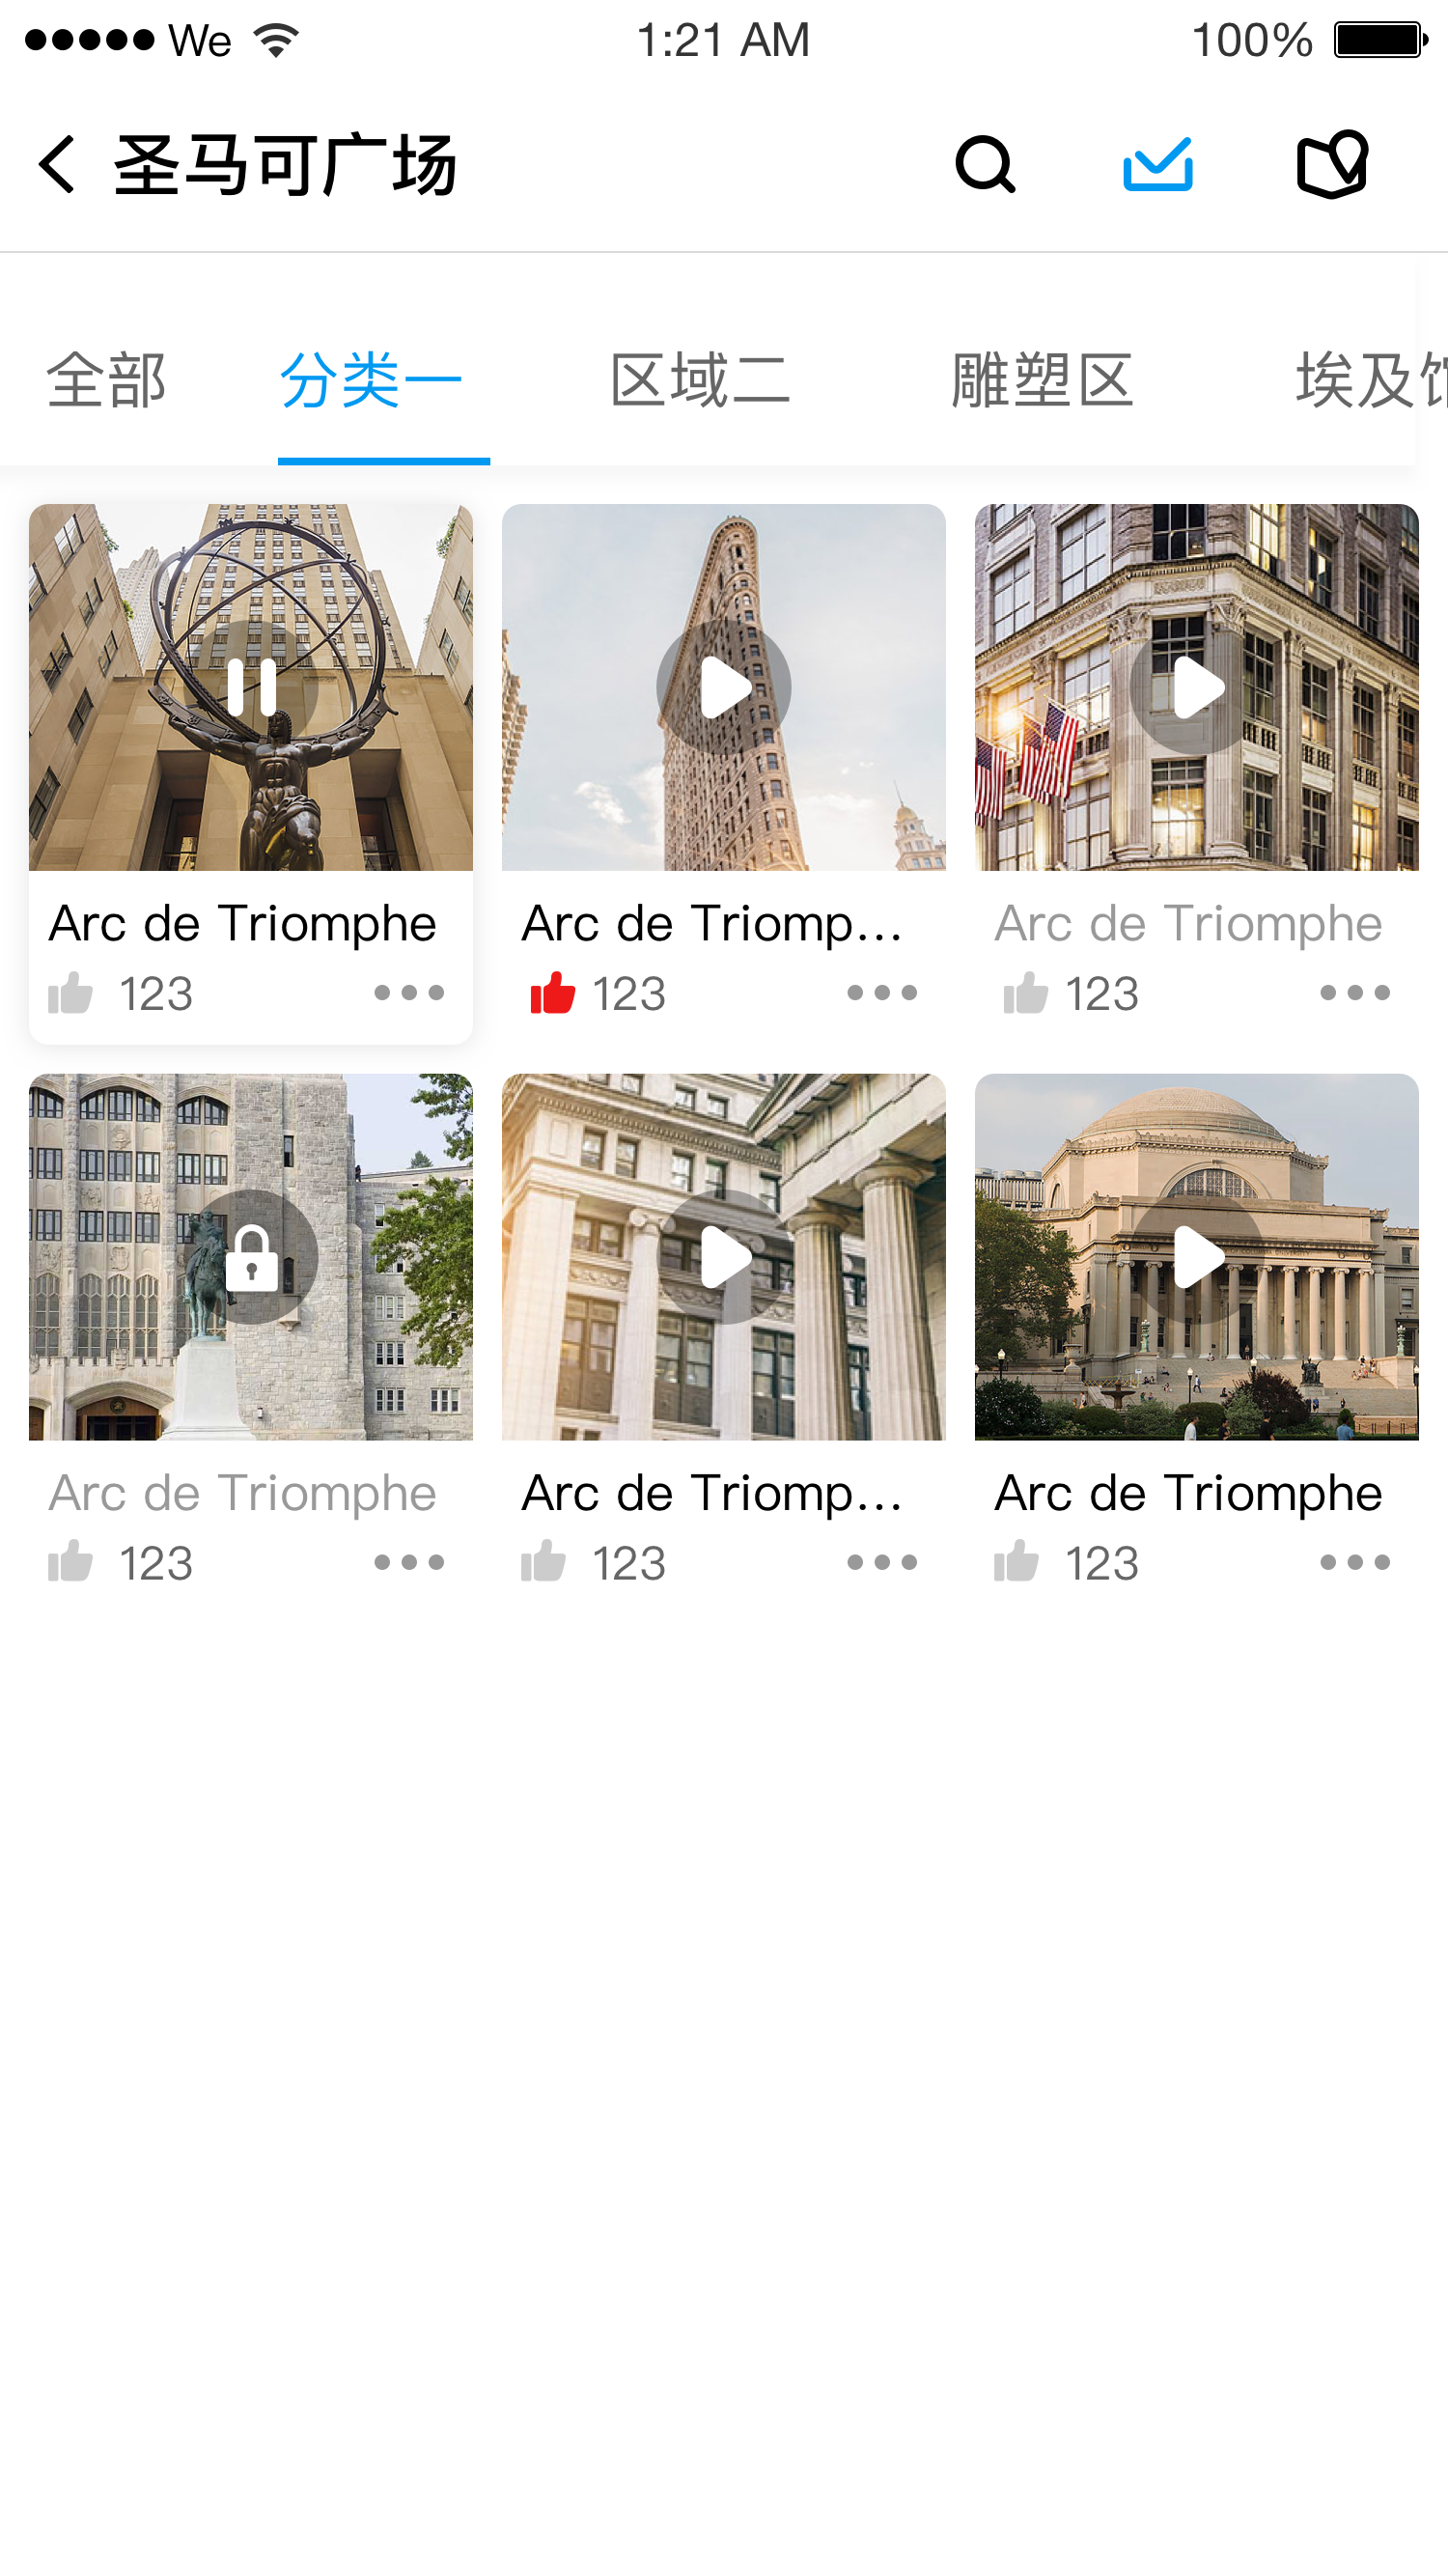 We 1:21 AM 100%
圣马可广场
全部 分类一 区域二 雕塑区 埃及
Arc de Triomphe Arc de Triomp... Arc de Triomphe
123 123 123
Arc de Triomphe Arc de Triomp... Arc de Triomphe
123 123 123